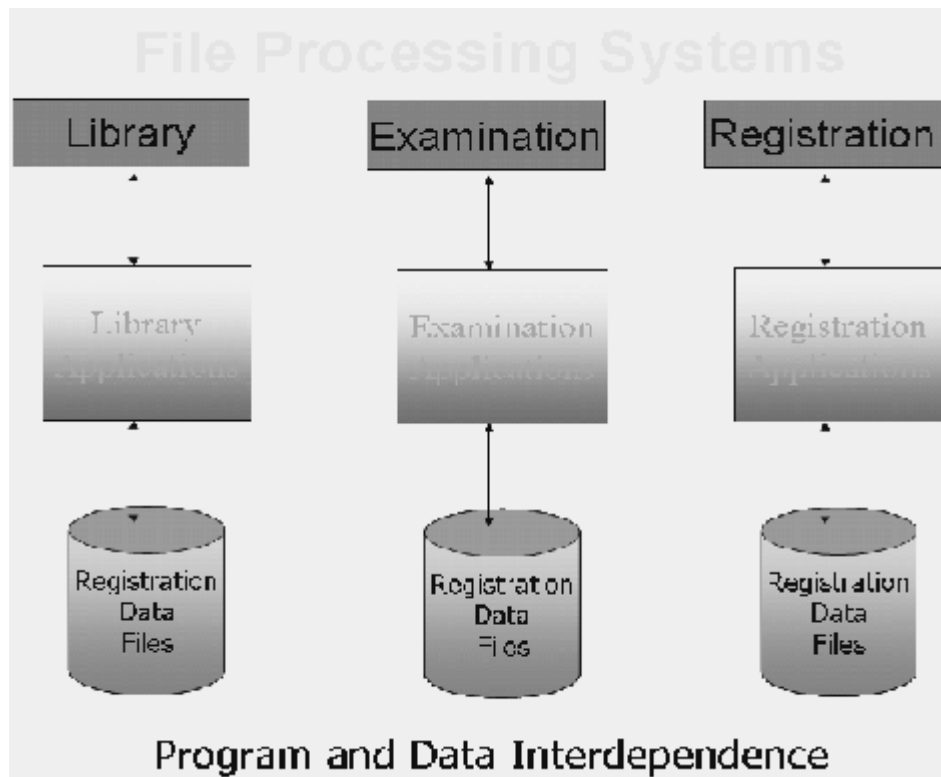 File Processing Systems
Library
Examination
Registration
Library
Applications
Examination
Applications
Registration
Applications
Registration
Data
Files
Registration
Data
Files
Registration
Data
Files
Program and Data Interdependence